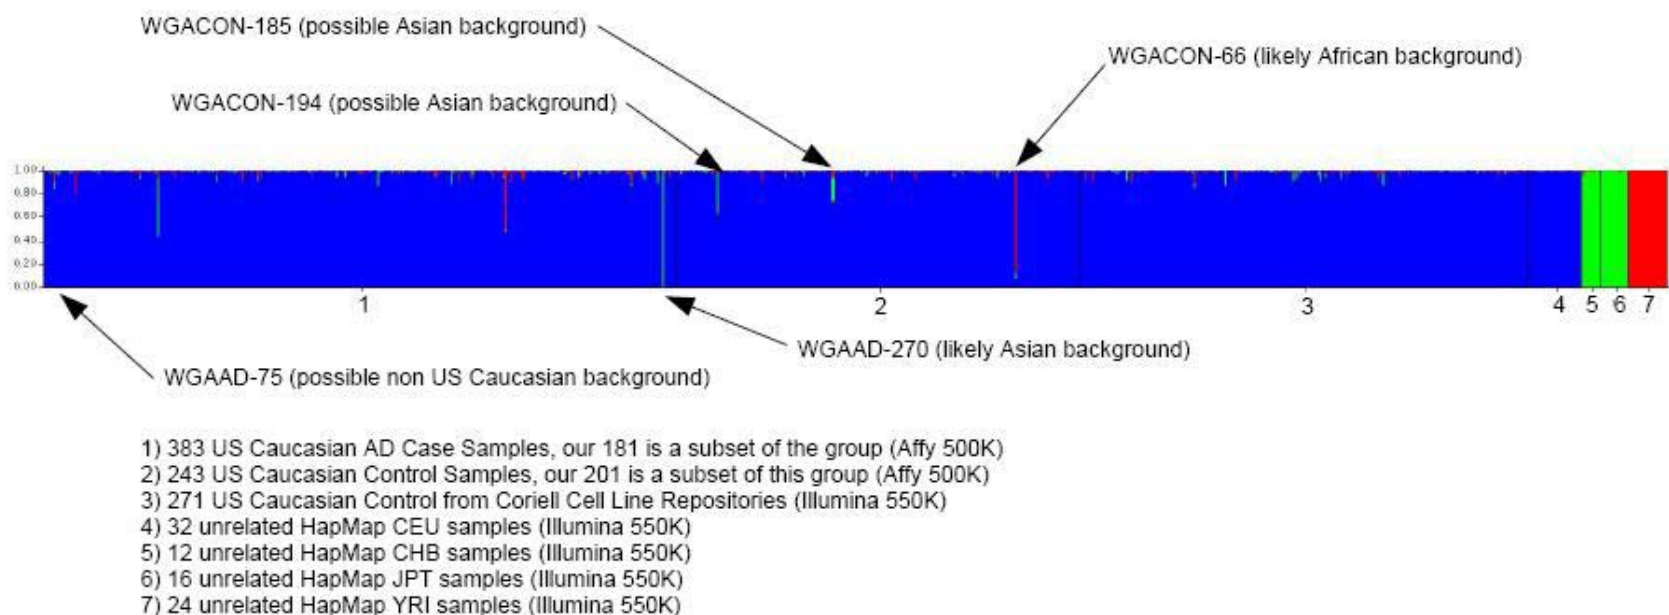 WGACON-185 (possible Asian background)
WGACON-66 (likely African background)
WGACON-194 (possible Asian background)
1.00
0.80
0.60
0.40
0.20
0.00
1 2 3 4 5 6 7
WGAAD-270 (likely Asian background)
WGAAD-75 (possible non US Caucasian background)
1) 383 US Caucasian AD Case Samples, our 181 is a subset of the group (Affy 500K)
2) 243 US Caucasian Control Samples, our 201 is a subset of this group (Affy 500K)
3) 271 US Caucasian Control from Coriell Cell Line Repositories (Illumina 550K)
4) 32 unrelated HapMap CEU samples (Illumina 550K)
5) 12 unrelated HapMap CHB samples (Illumina 550K)
6) 16 unrelated HapMap JPT samples (Illumina 550K)
7) 24 unrelated HapMap YRI samples (Illumina 550K)